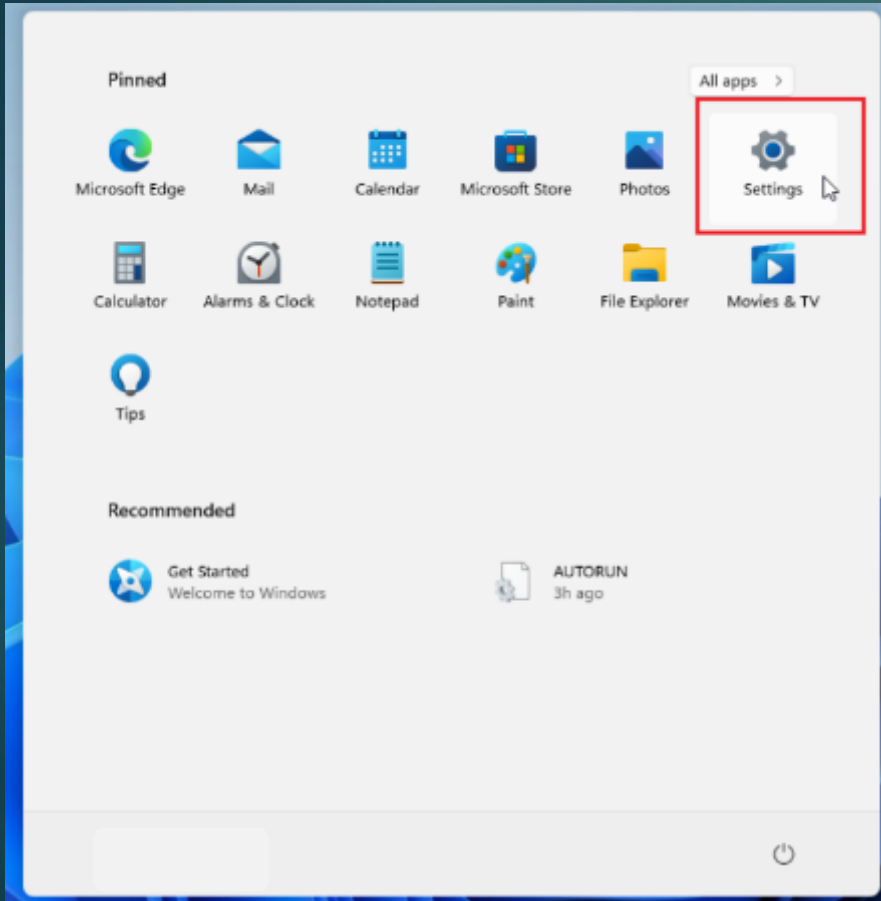 Pinned
All apps >
Microsoft Edge
Mail
Calendar
Microsoft Store
Photos
Settings
Calculator
Alarms & Clock
Notepad
Paint
File Explorer
Movies & TV
Tips
Recommended
Get Started
Welcome to Windows
AUTORUN
3h ago